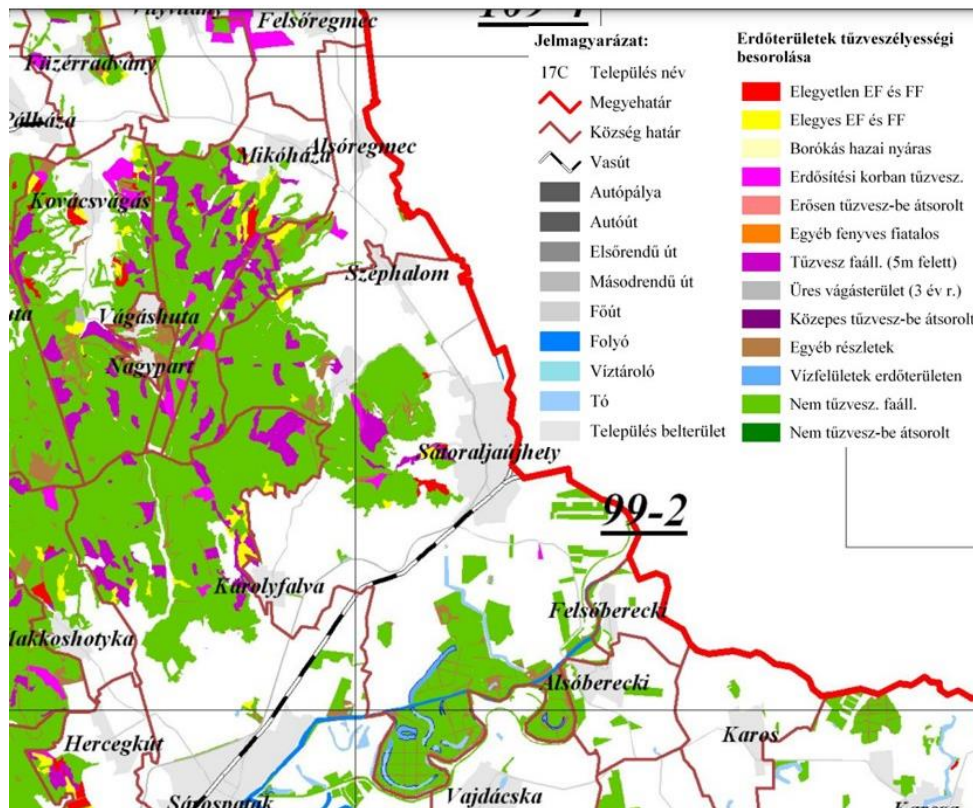 109-4
Felsőregmec
Füzérradvány
Pálháza
Alsóregmec
Mikóháza
Kovácsvágás
Széphalom
Vágáshuta
Nagypart
Sátoraljaújhely
99-2
Károlyfalva
Felsőberecki
Makkoshotyka
Alsóberecki
Hercegkút
Karos
Sárospatak
Vajdácska
Jelmagyarázat:
17C Település név
Megyehatár
Község határ
Vasút
Autópálya
Autóút
Elsőrendű út
Másodrendű út
Főút
Folyó
Víztároló
Tó
Település belterület
Erdőterületek tűzveszélyességi
besorolása
Elegyetlen EF és FF
Elegyes EF és FF
Borókás hazai nyáras
Erdősítési korban tűzvesz.
Erősen tűzvesz-be átsorolt
Egyéb fenyves fiatalos
Tűzvesz faáll. (5m felett)
Üres vágásterület (3 év r.)
Közepes tűzvesz-be átsorolt
Egyéb részletek
Vízfelületek erdőterületen
Nem tűzvesz. faáll.
Nem tűzvesz-be átsorolt